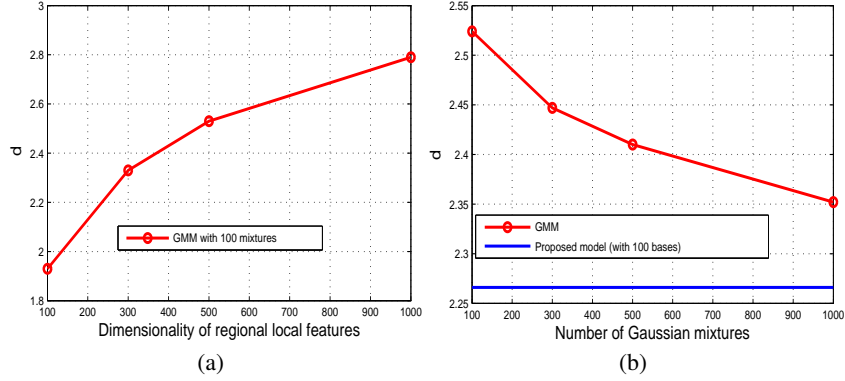 3
2.8
2.6
2.4
2.2
2
1.8
d
100 200 300 400 500 600 700 800 900 1000
GMM with 100 mixtures
Dimensionality of regional local features
(a)
2.55
2.5
2.45
2.4
2.35
2.3
2.25
d
100 200 300 400 500 600 700 800 900 1000
GMM
Proposed model (with 100 bases)
Number of Gaussian mixtures
(b)